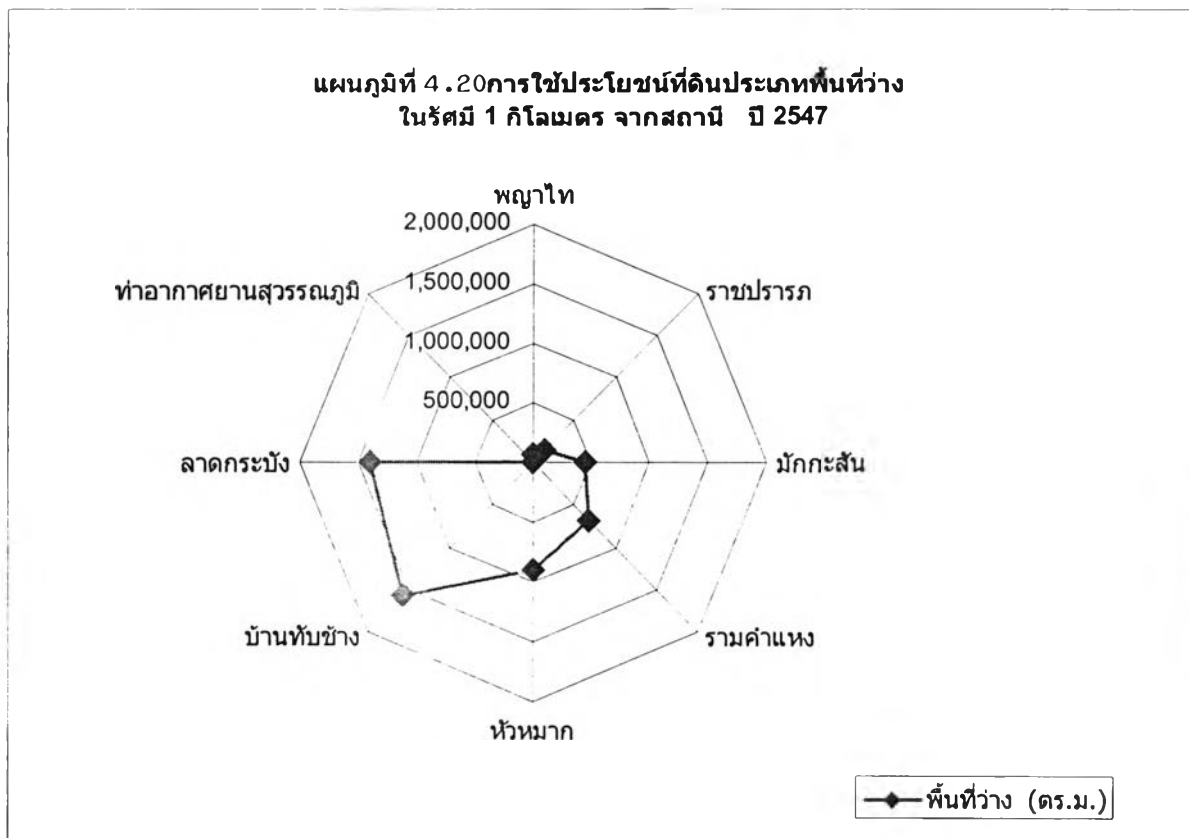 แผนภูมิที่ 4.20การใช้ประโยชน์ที่ดินประเภทพื้นที่ว่าง
ในรัศมี 1 กิโลเมตร จากสถานี ปี 2547
พญาไท
2,000,000
1,500,000
1,000,000
500,000
ท่าอากาศยานสุวรรณภูมิ
ราชปรารภ
ลาดกระบัง
มักกะสัน
บ้านทับช้าง
รามคำแหง
หัวหมาก
พื้นที่ว่าง (ตร.ม.)